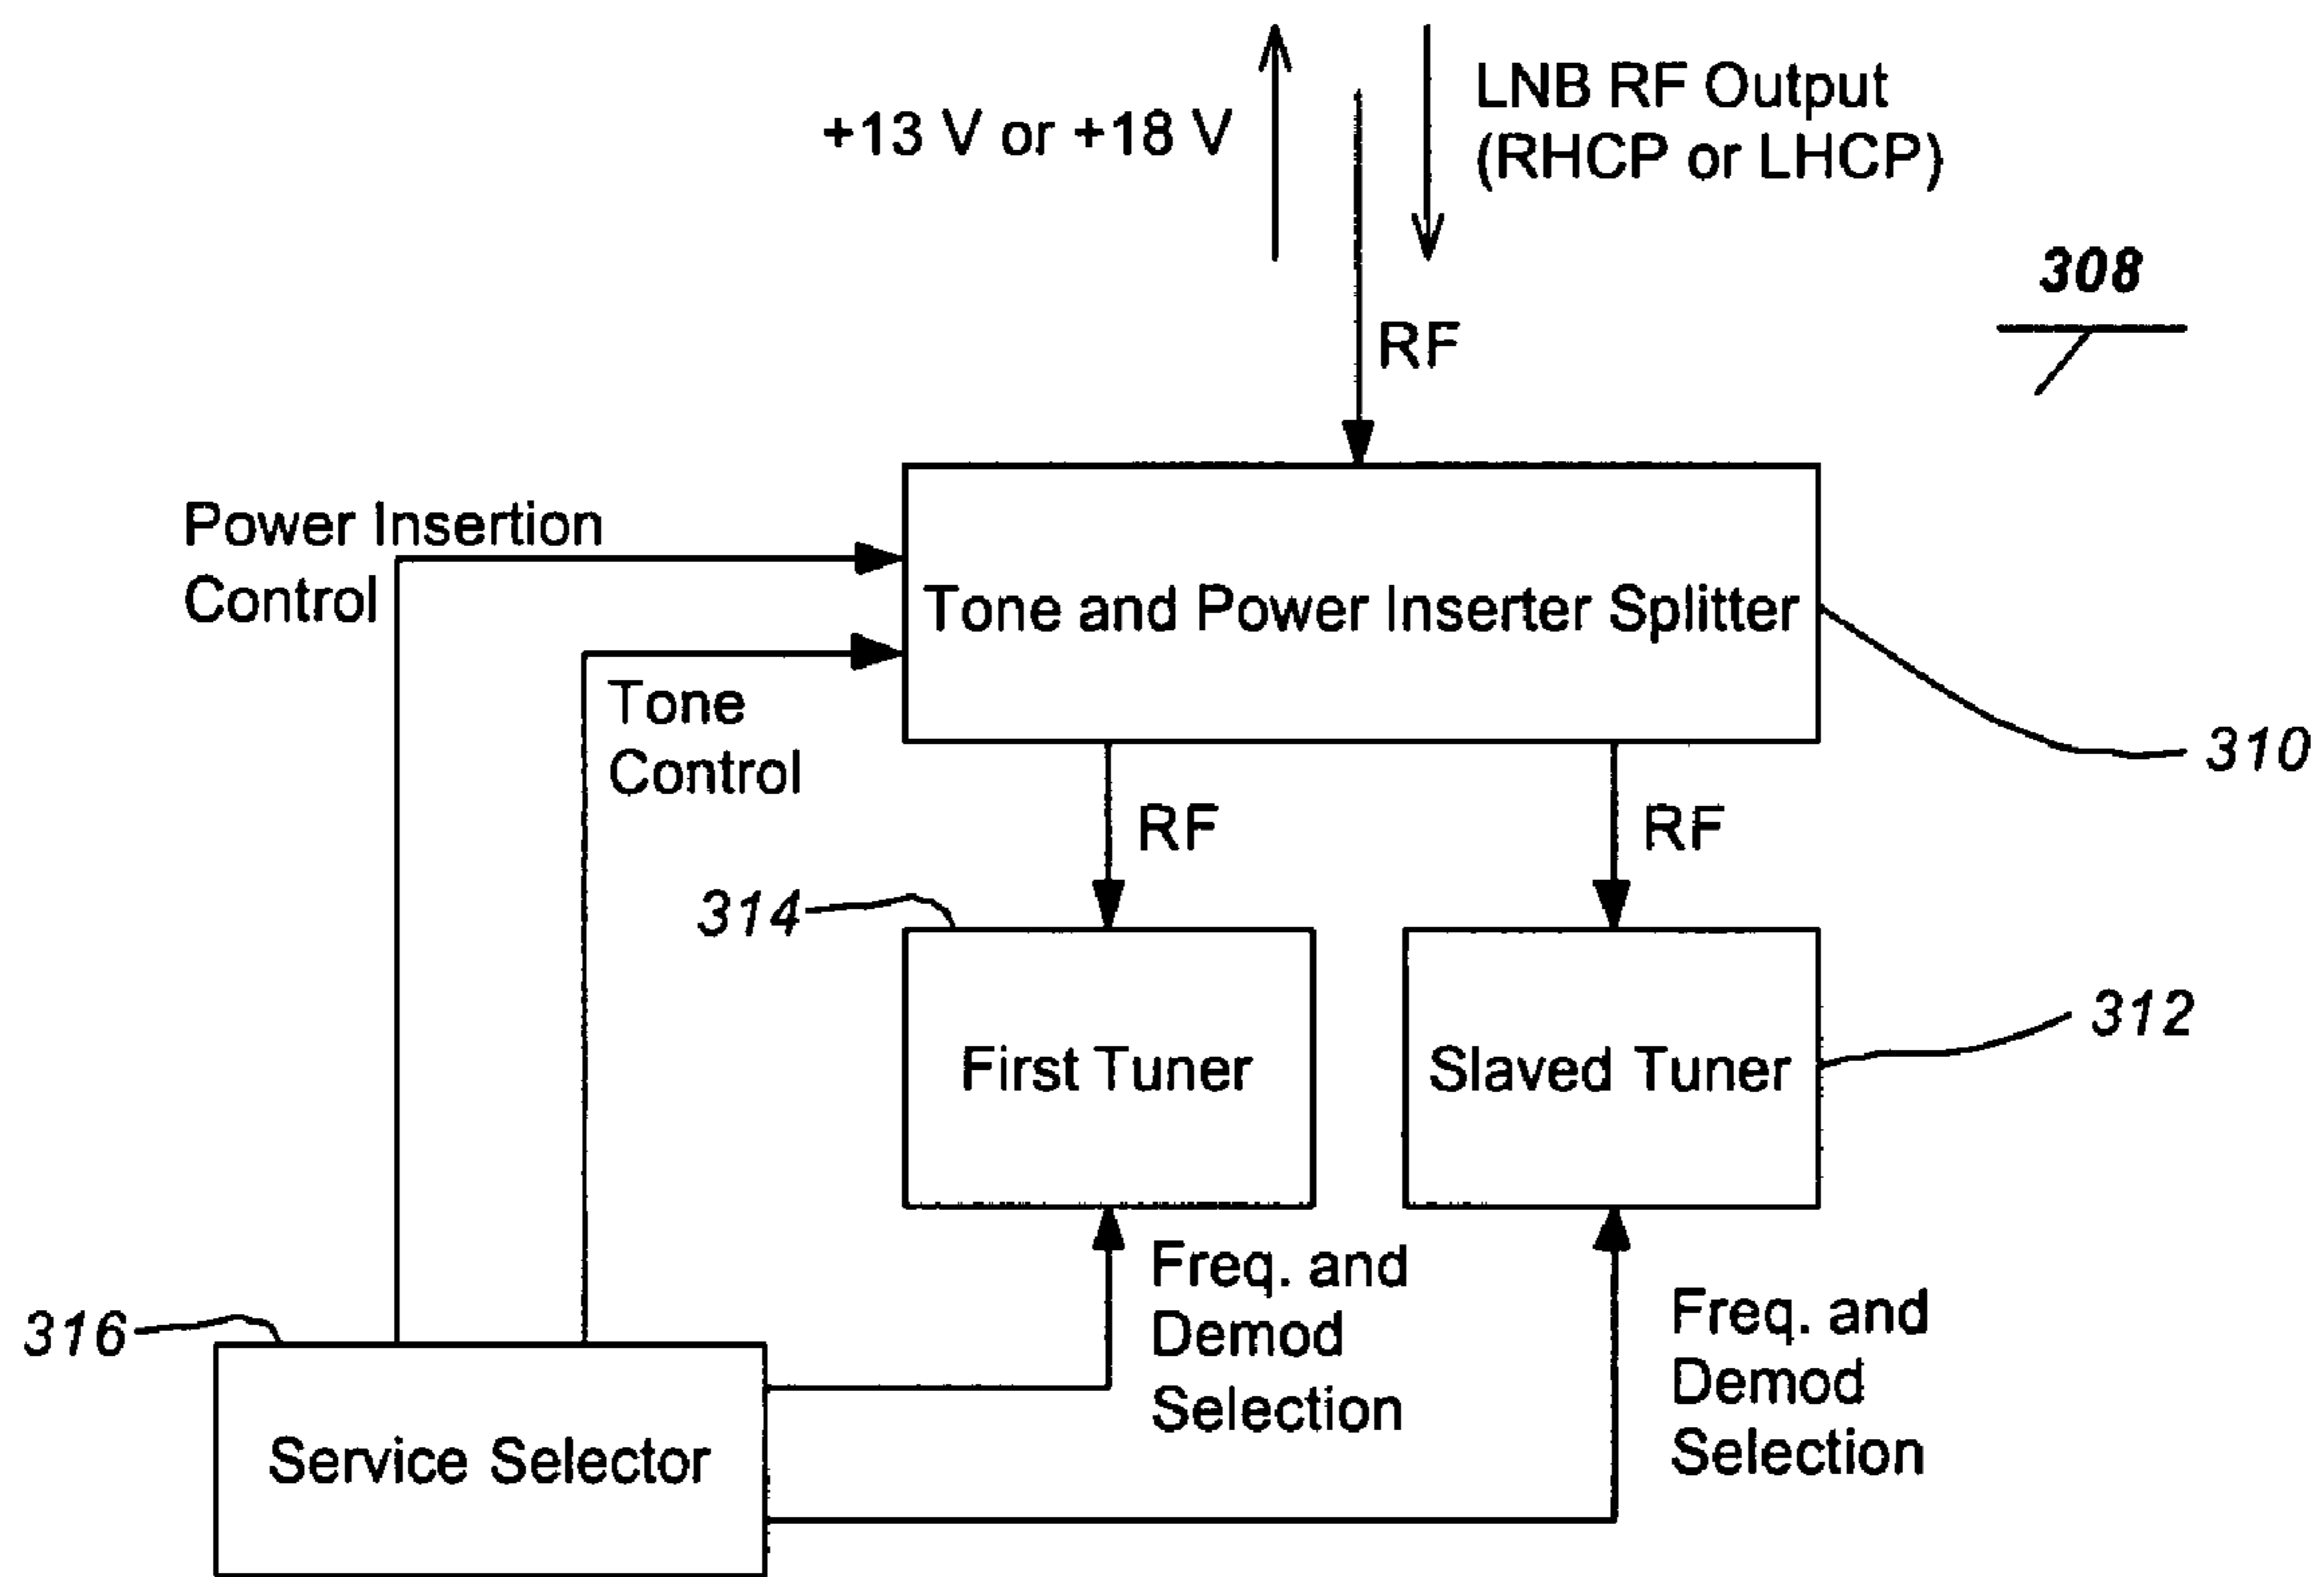 +13 V or +18 V
LNB RF Output
(RHCP or LHCP)
308
RF
Power Insertion
Control
Tone and Power Inserter Splitter
Tone
Control
310
RF
RF
314
First Tuner
Slaved Tuner
312
Freq. and
Demod
Selection
Freq. and
Demod
Selection
316
Service Selector